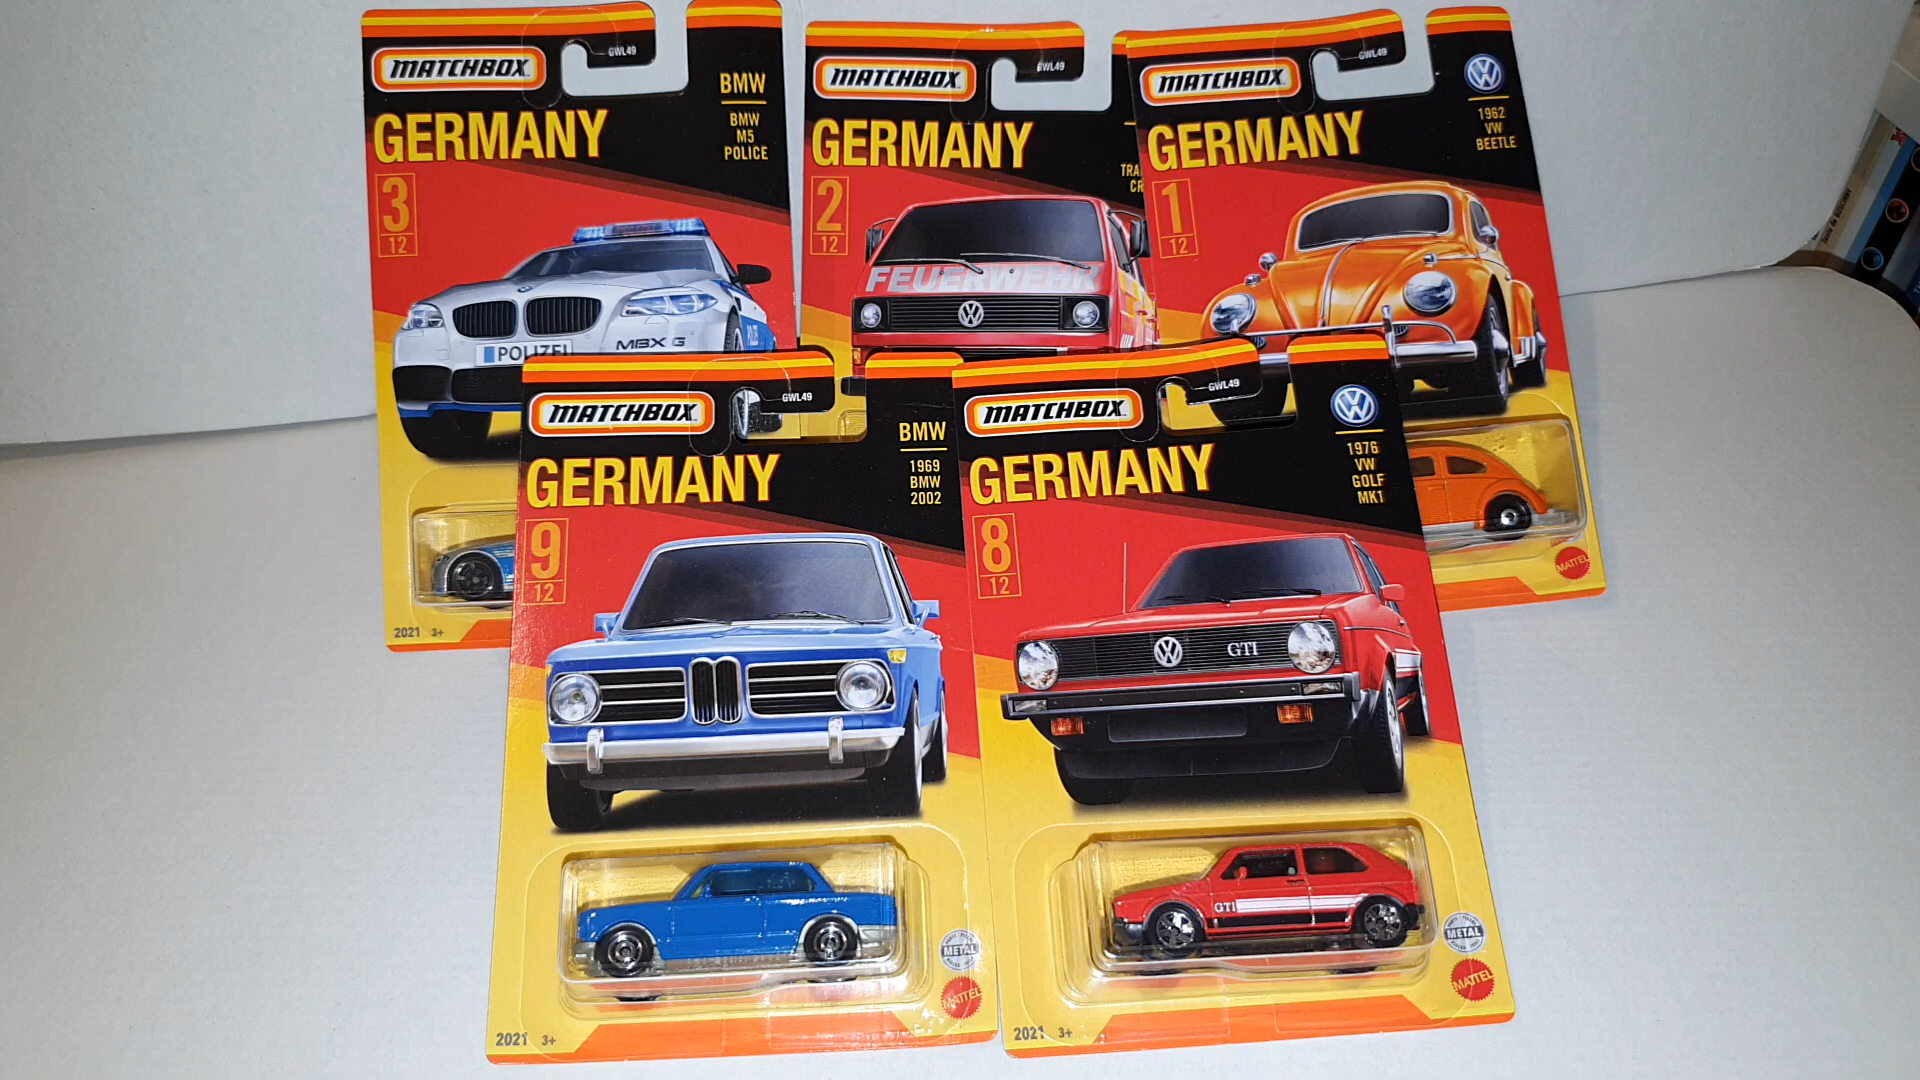 MATCHBOX
GWL49
GERMANY
3
12
BMW
BMW
M5
POLICE
POLIZEI
MBX G
2021 3+
MATCHBOX
GWL49
GERMANY
2
12
FEUERWEHR
MATCHBOX
GWL49
GERMANY
1
12
1962
VW
BEETLE
MATTEL
MATCHBOX
GWL49
GERMANY
9
12
BMW
1969
BMW
2002
METAL
MATTEL
2021 3+
MATCHBOX
GWL49
GERMANY
8
12
1976
VW
GOLF
MK1
GTI
GTI
METAL
MATTEL
2021 3+